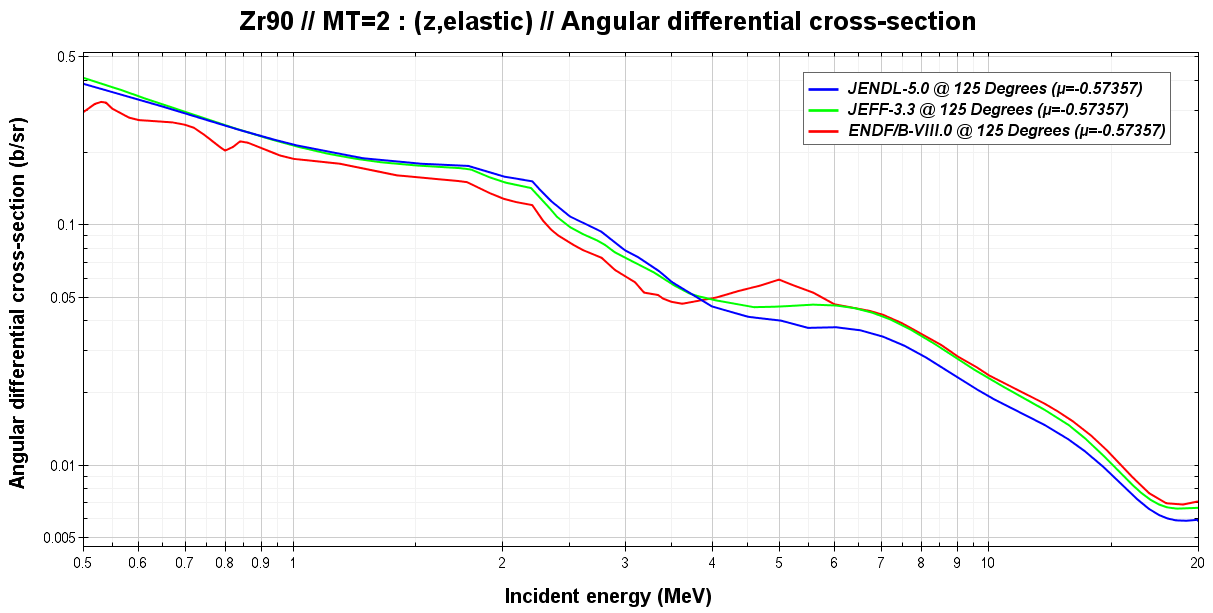 Zr90 // MT=2 : (z,elastic) // Angular differential cross-section
JENDL-5.0 @ 125 Degrees (μ=-0.57357)
JEFF-3.3 @ 125 Degrees (μ=-0.57357)
ENDF/B-VIII.0 @ 125 Degrees (μ=-0.57357)
Angular differential cross-section (b/sr)
0.5
0.1
0.05
0.01
0.005
0.5 0.6 0.7 0.8 0.9 1 2 3 4 5 6 7 8 9 10 20
Incident energy (MeV)